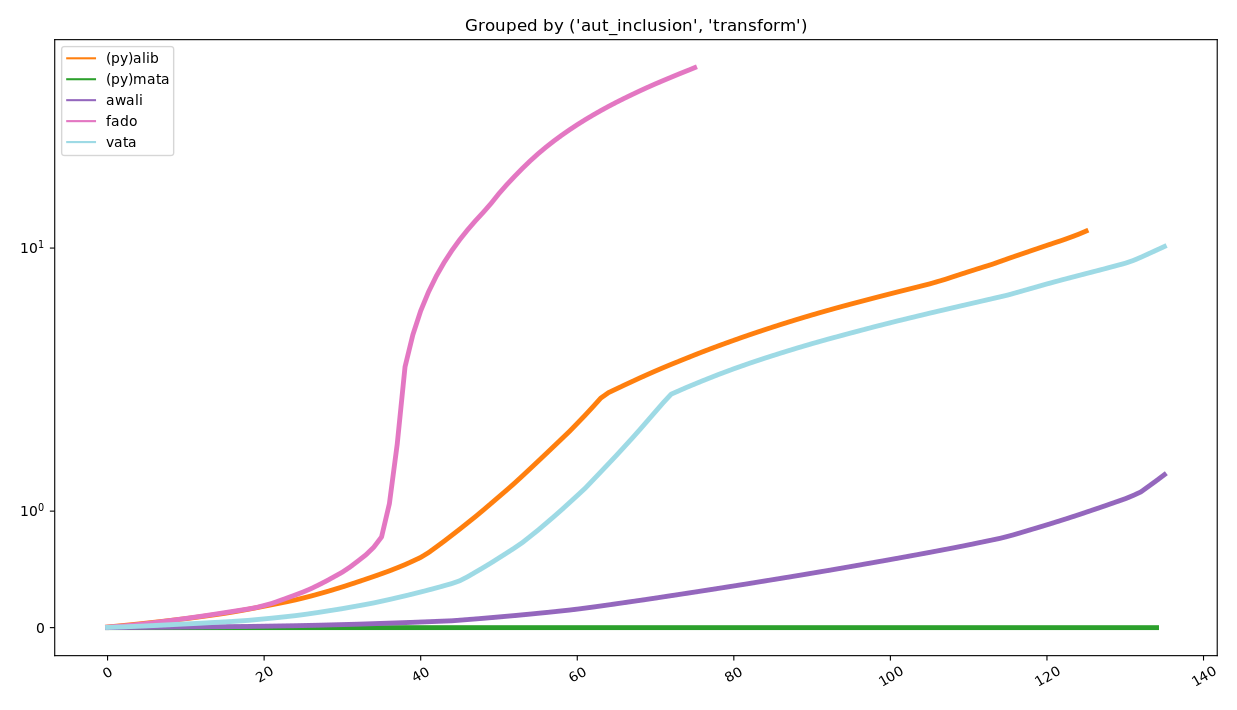 Grouped by ('aut_inclusion', 'transform')
(py)alib
(py)mata
awali
fado
vata
10¹
10⁰
0
0 20 40 60 80 100 120 140